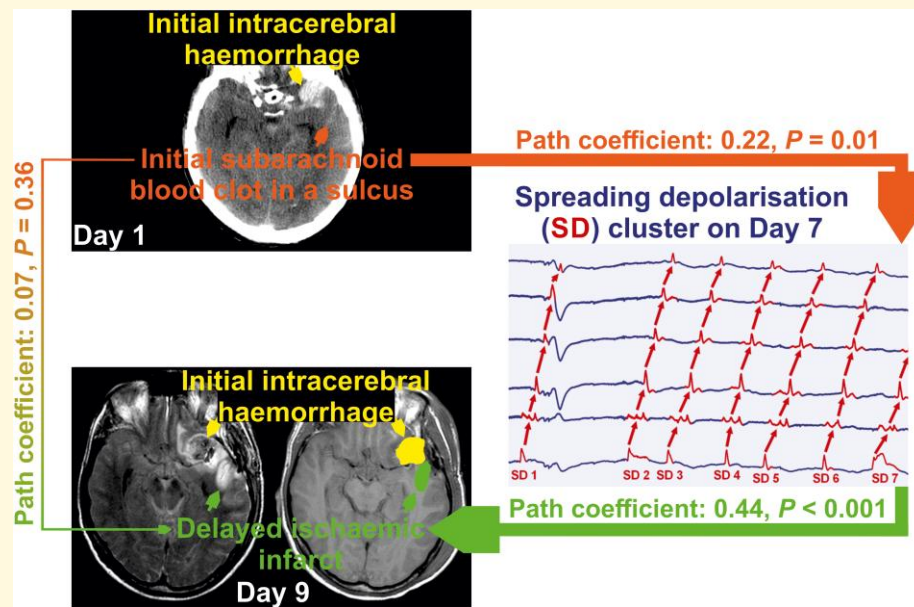 Initial intracerebral
haemorrhage
Initial subarachnoid
blood clot in a sulcus
Day 1
Path coefficient: 0.22, P = 0.01
Path coefficient: 0.07, P = 0.36
Spreading depolarisation
(SD) cluster on Day 7
SD 1 SD 2 SD 3 SD 4 SD 5 SD 6 SD 7
Path coefficient: 0.44, P < 0.001
Initial intracerebral
haemorrhage
Delayed ischaemic
infarct
Day 9